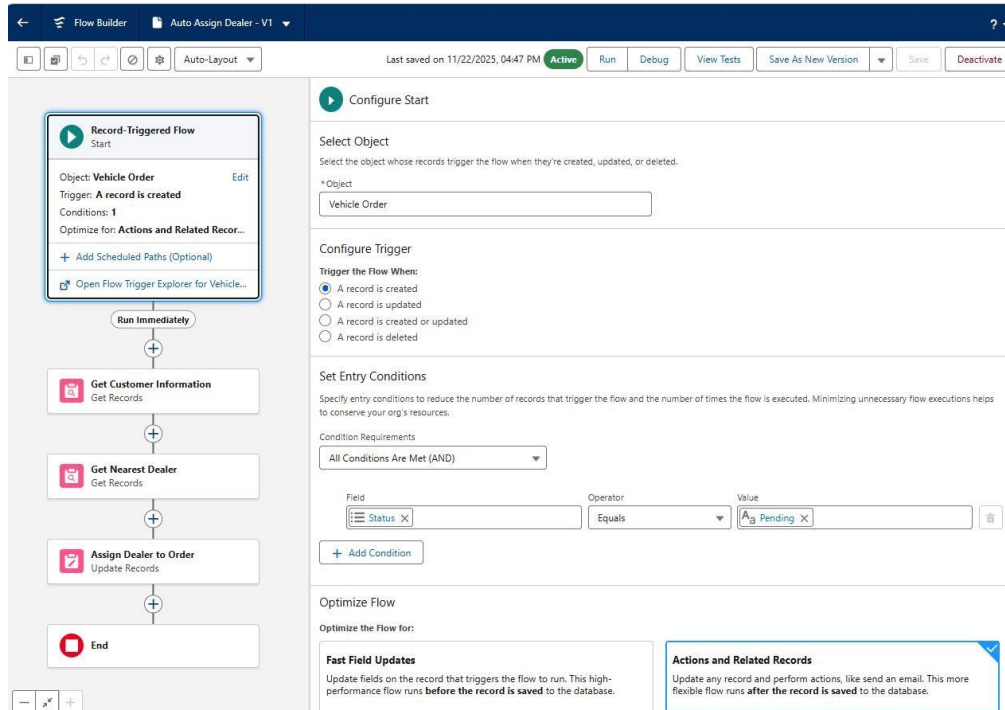 Flow Builder
Auto Assign Dealer - V1
?
Auto-Layout
Last saved on 11/22/2025, 04:47 PM
Active
Run
Debug
View Tests
Save As New Version
Save
Deactivate
Record-Triggered Flow
Start
Object: Vehicle Order
Edit
Trigger: A record is created
Conditions: 1
Optimize for: Actions and Related Recor...
+ Add Scheduled Paths (Optional)
Open Flow Trigger Explorer for Vehicle...
Run Immediately
Get Customer Information
Get Records
Get Nearest Dealer
Get Records
Assign Dealer to Order
Update Records
End
Configure Start
Select Object
Select the object whose records trigger the flow when they're created, updated, or deleted.
*Object
Vehicle Order
Configure Trigger
Trigger the Flow When:
A record is created
A record is updated
A record is created or updated
A record is deleted
Set Entry Conditions
Specify entry conditions to reduce the number of records that trigger the flow and the number of times the flow is executed. Minimizing unnecessary flow executions helps
to conserve your org's resources.
Condition Requirements
All Conditions Are Met (AND)
Field
Operator
Value
Status
Equals
Aa Pending
+ Add Condition
Optimize Flow
Optimize the Flow for:
Fast Field Updates
Update fields on the record that triggers the flow to run. This high-
performance flow runs before the record is saved to the database.
Actions and Related Records
Update any record and perform actions, like send an email. This more
flexible flow runs after the record is saved to the database.